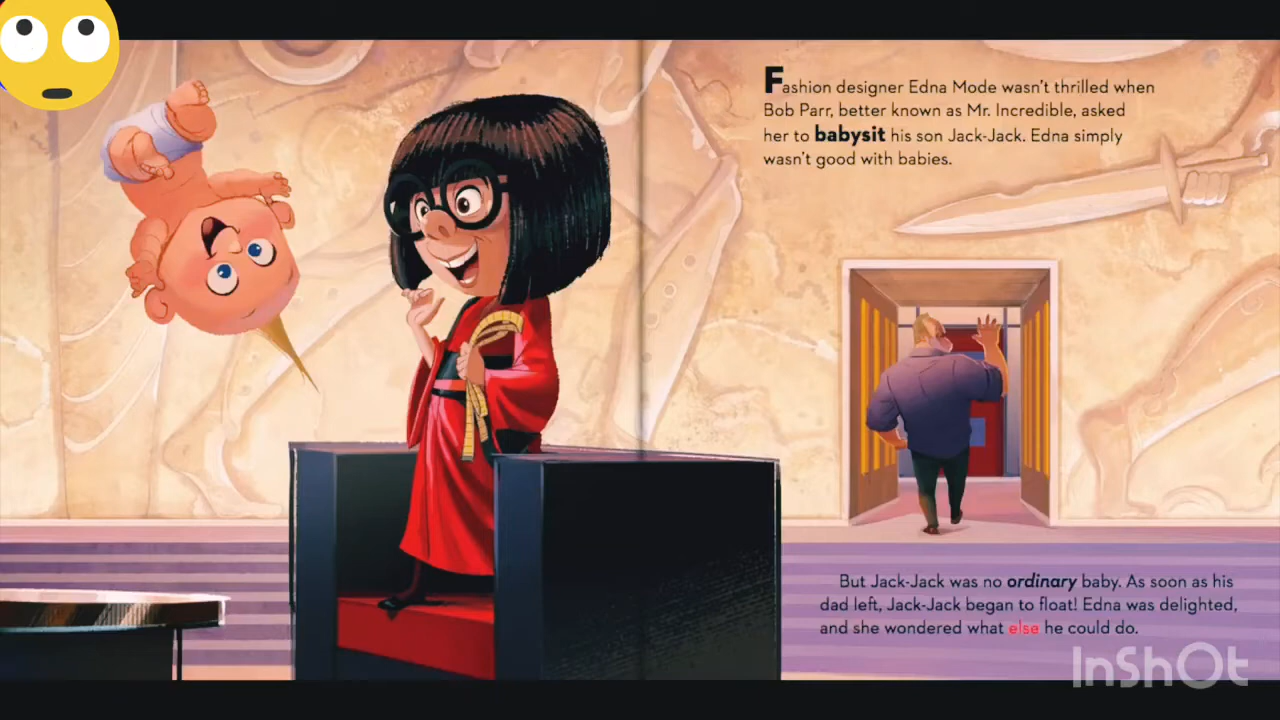 Fashion designer Edna Mode wasn't thrilled when
Bob Parr, better known as Mr. Incredible, asked
her to babysit his son Jack-Jack. Edna simply
wasn't good with babies.
But Jack-Jack was no ordinary baby. As soon as his
dad left, Jack-Jack began to float! Edna was delighted,
and she wondered what else he could do.
InShOt